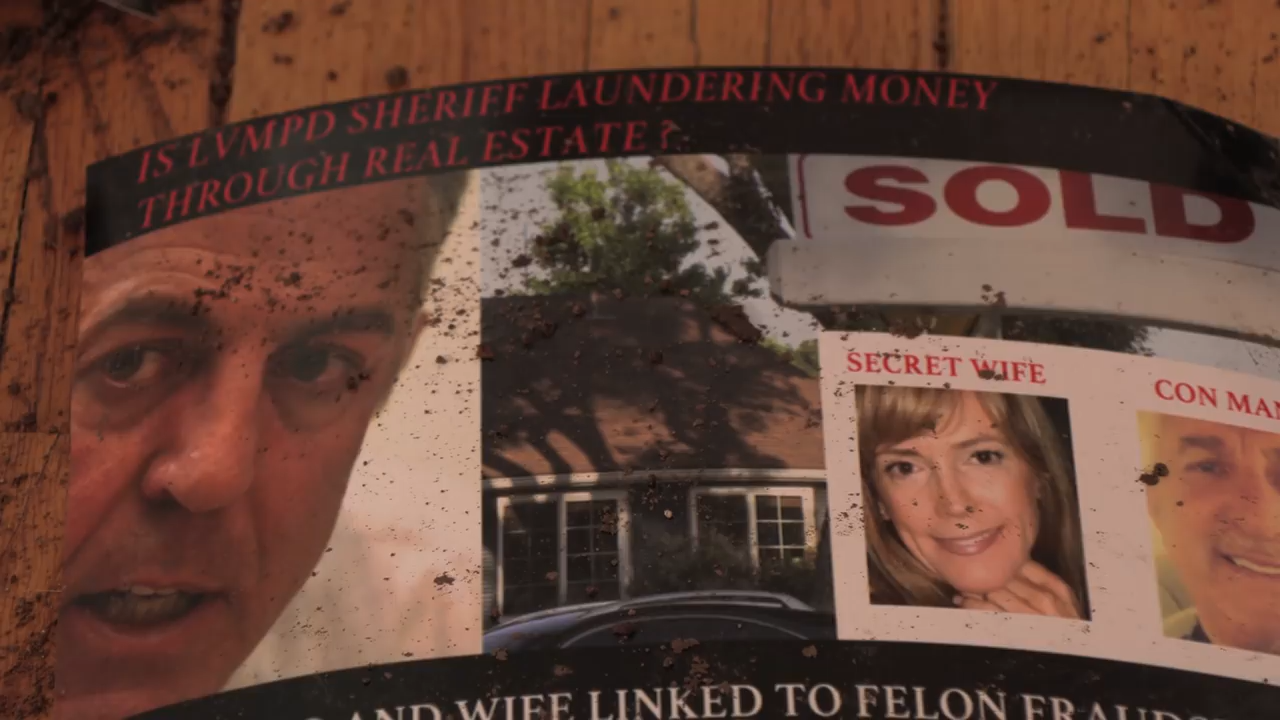 IS LVMPD SHERIFF LAUNDERING MONEY
THROUGH REAL ESTATE?
SOLD
SECRET WIFE
CON MAN
AND WIFE LINKED TO FELON FRAUD